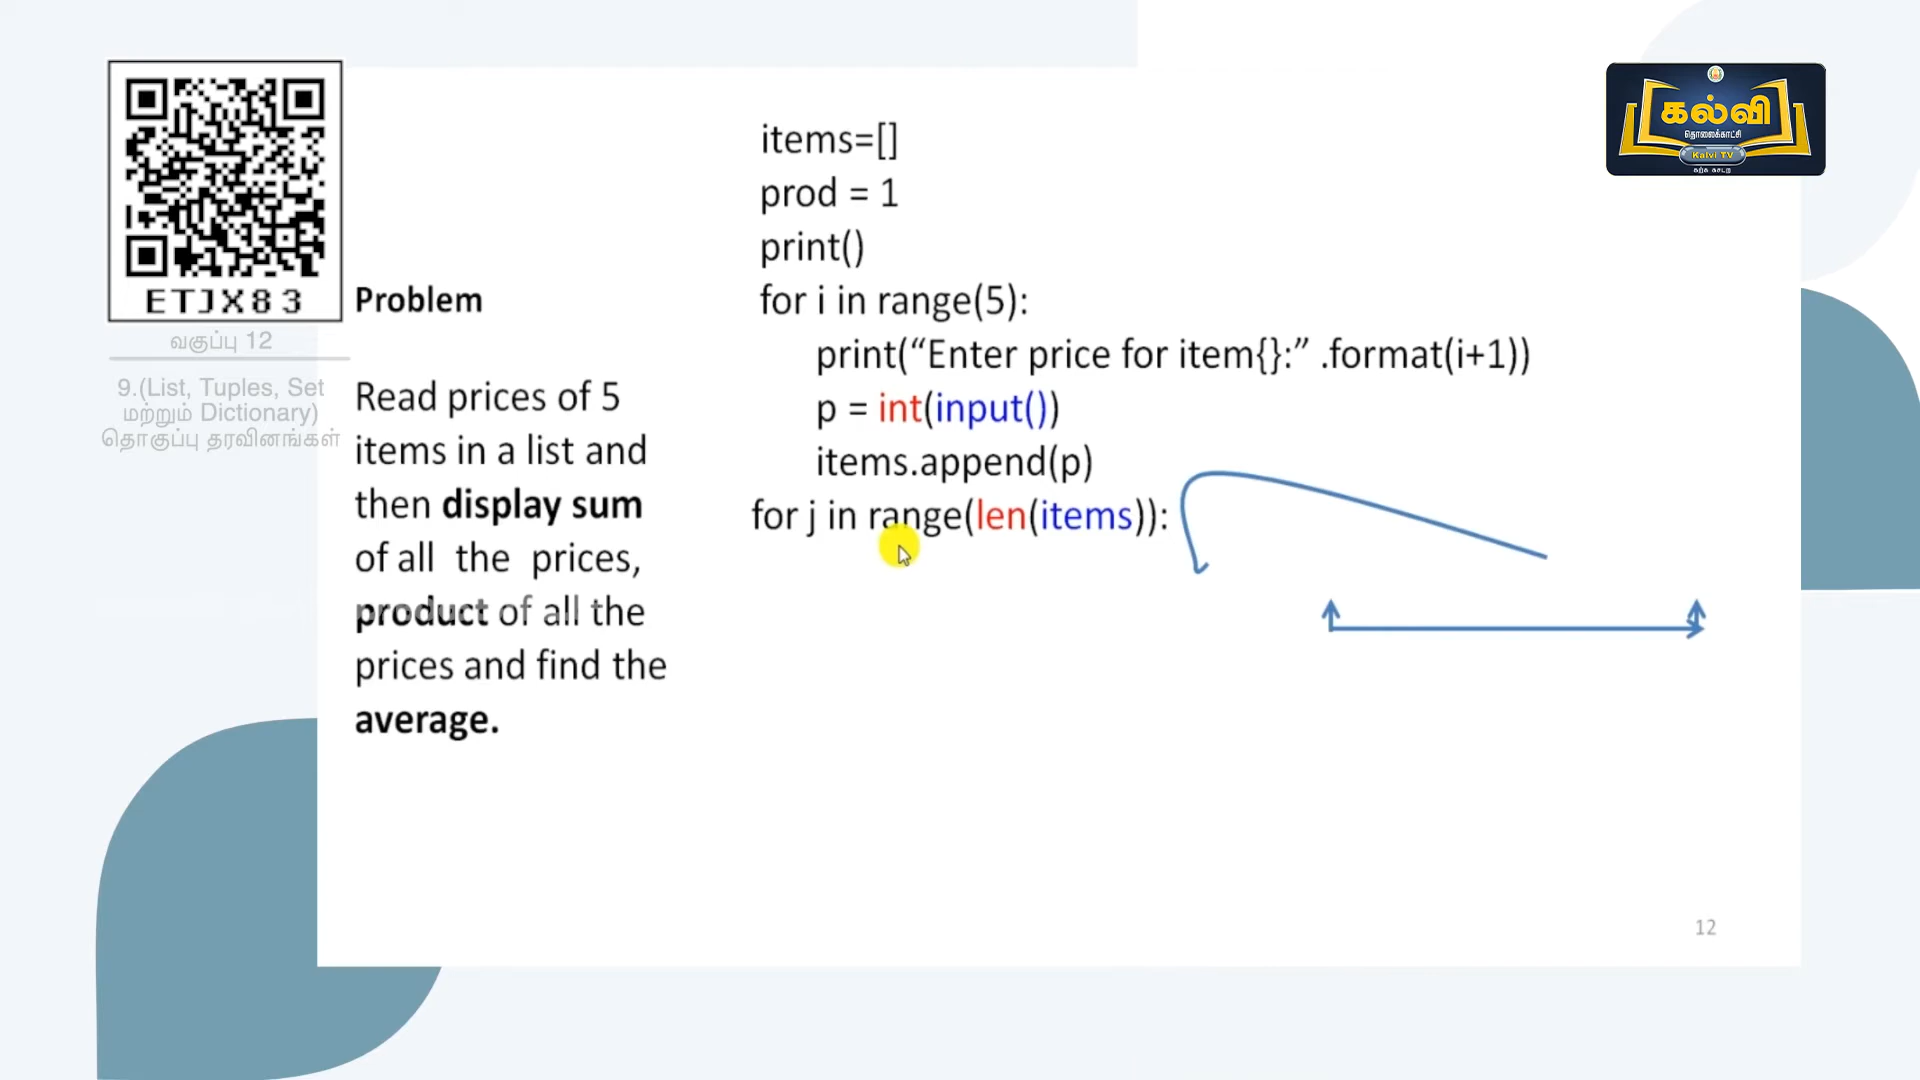 ETJX83
வகுப்பு 12
9.(List, Tuples, Set
மற்றும் Dictionary)
தொகுப்பு தரவினங்கள்
Problem
Read prices of 5
items in a list and
then display sum
of all the prices,
product of all the
prices and find the
average.
items=[]
prod = 1
print()
for i in range(5):
print(“Enter price for item{}:” .format(i+1))
p = int(input())
items.append(p)
for j in range(len(items)):
கல்வி
தொலைக்காட்சி
Kalvi TV
கற்க கசடற
12